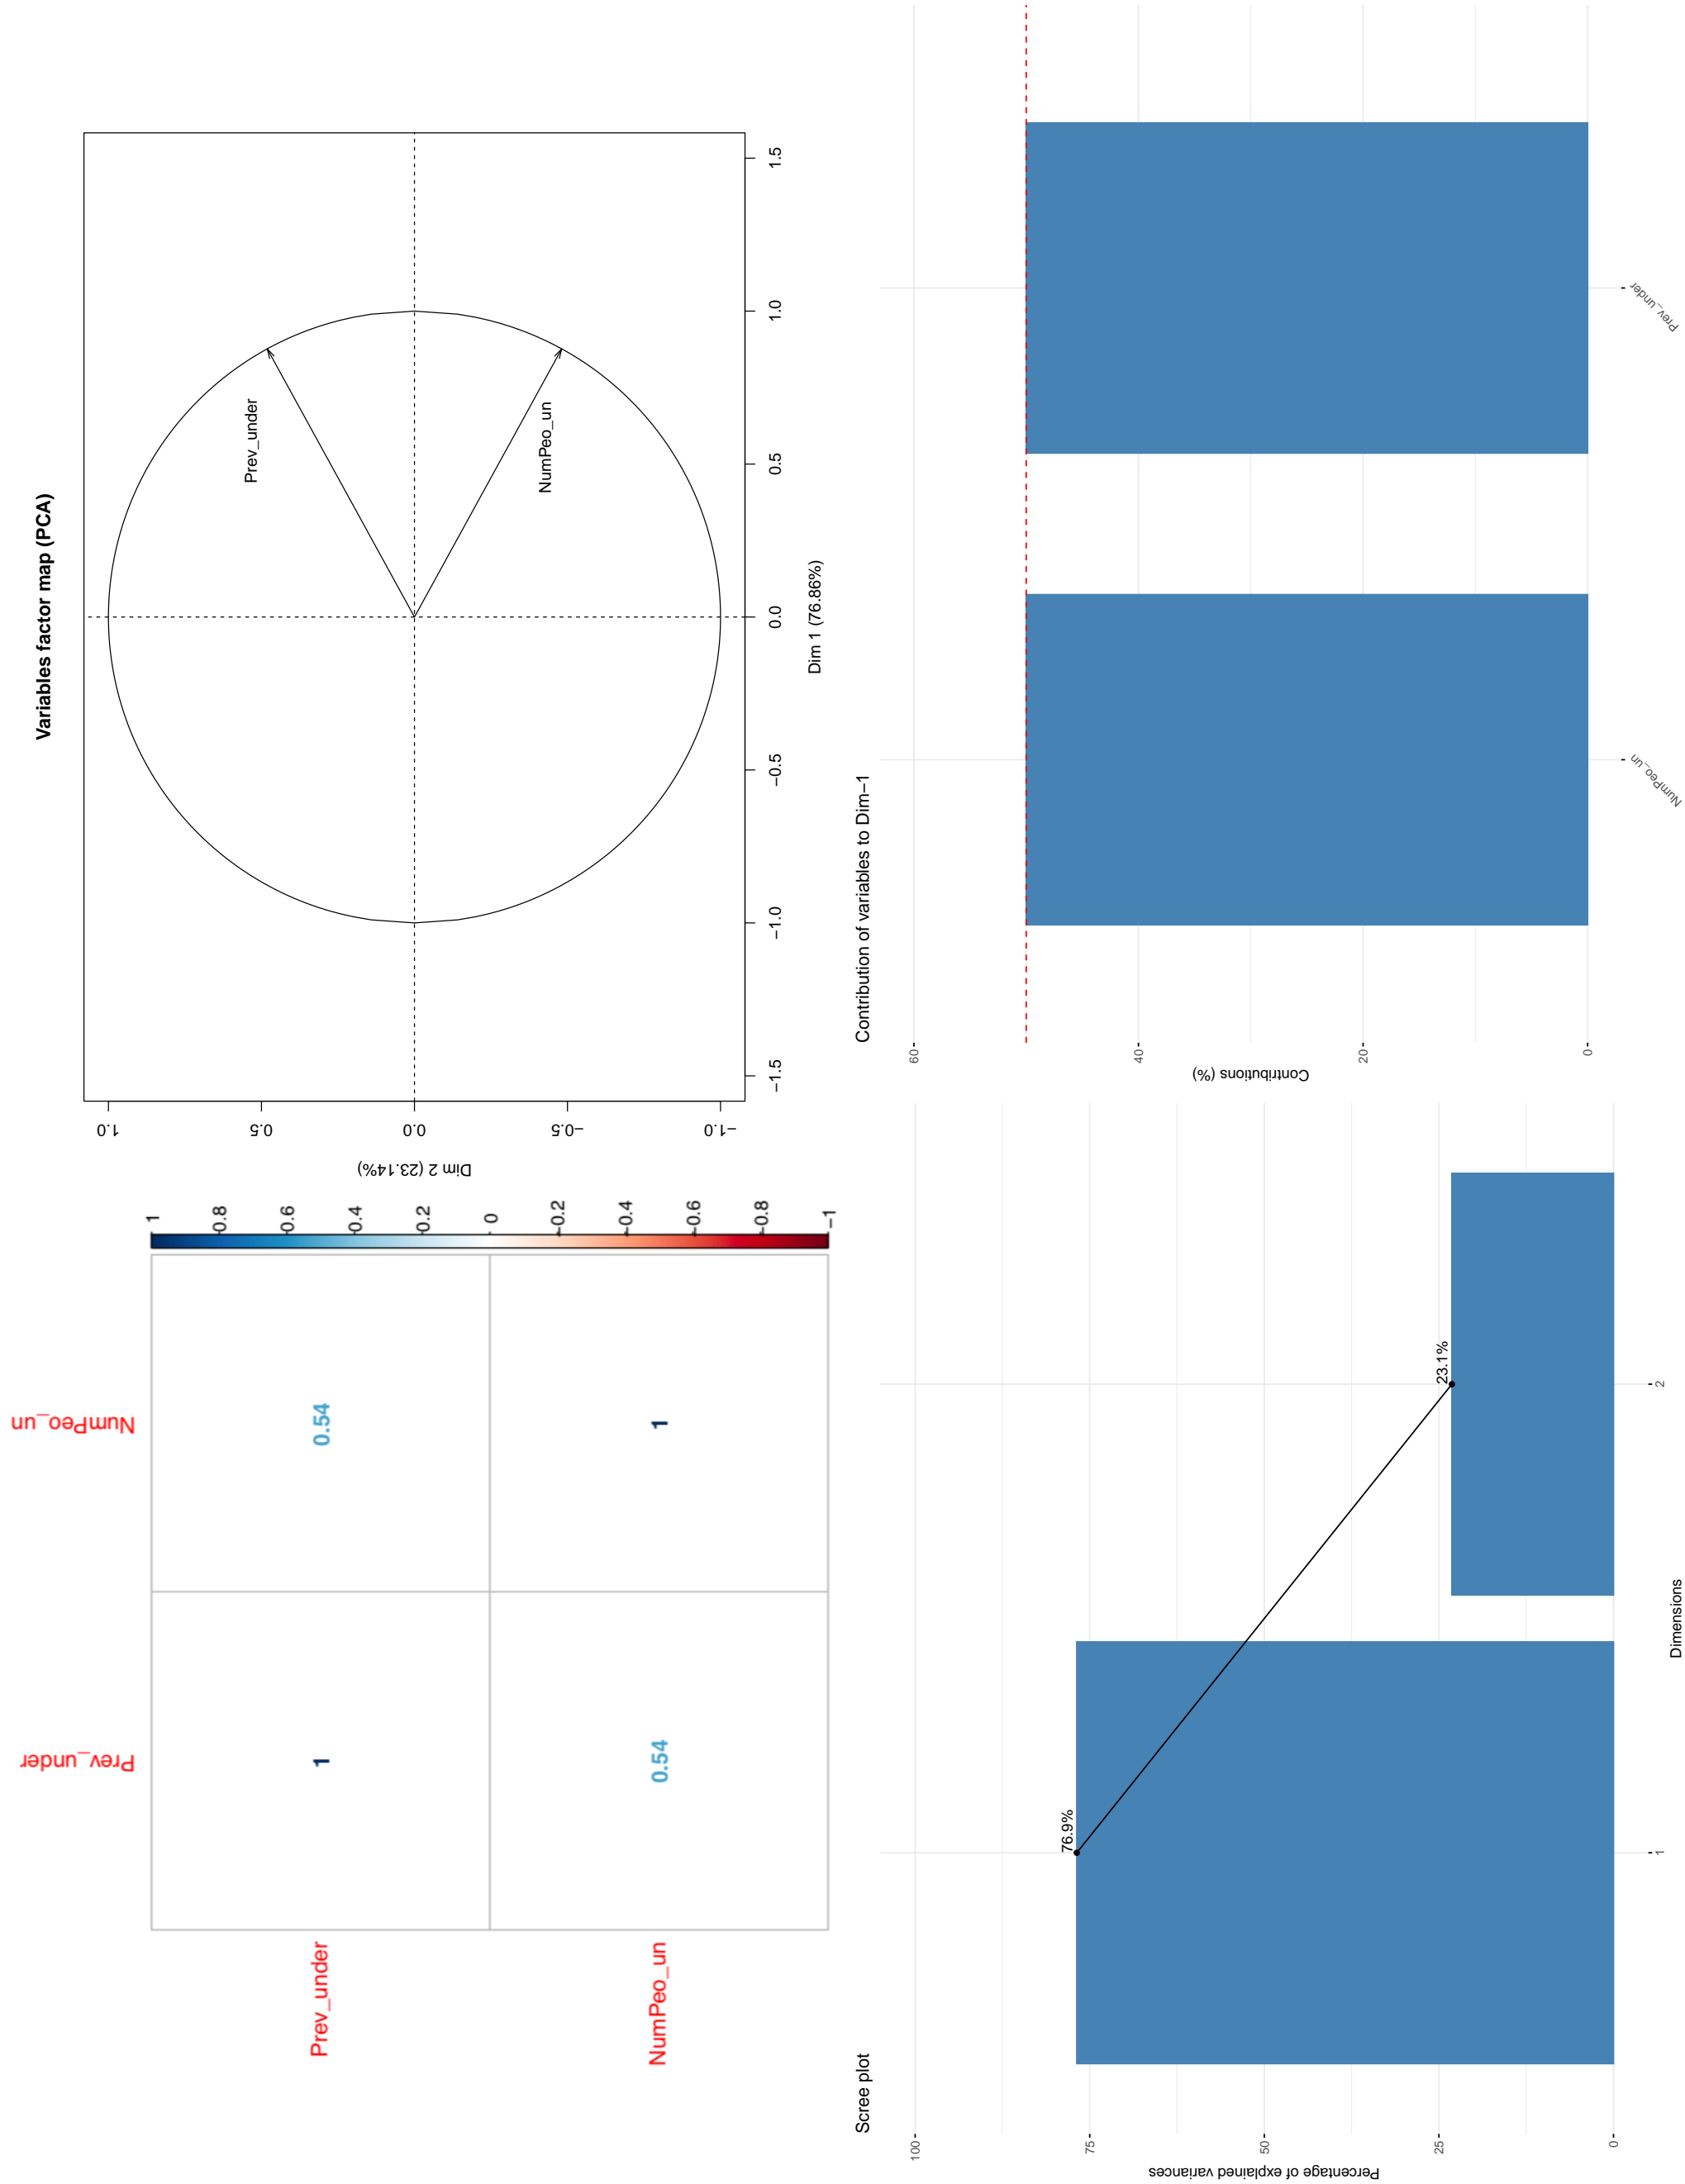 Prev_under
NumPeo_un
Prev_under
1
0.54
NumPeo_un
0.54
1
1
0.8
0.6
0.4
0.2
0
-0.2
-0.4
-0.6
-0.8
-1
Variables factor map (PCA)
Dim 2 (23.14%)
1.0
0.5
0.0
-0.5
-1.0
Prev_under
NumPeo_un
-1.5
-1.0
-0.5
0.0
0.5
1.0
1.5
Dim 1 (76.86%)
Scree plot
Percentage of explained variances
100
75
50
25
0
76.9%
23.1%
1
2
Dimensions
Contribution of variables to Dim-1
Contributions (%)
60
40
20
0
NumPeo_un
Prev_under